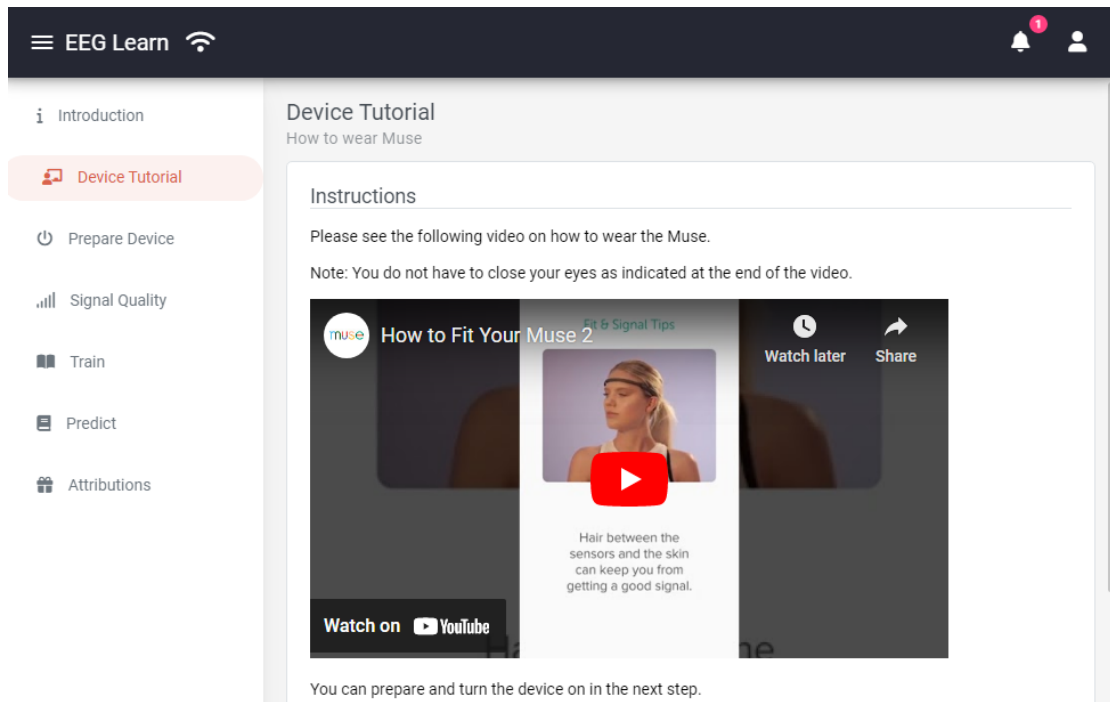 EEG Learn
1
Introduction
Device Tutorial
Prepare Device
Signal Quality
Train
Predict
Attributions
Device Tutorial
How to wear Muse
Instructions
Please see the following video on how to wear the Muse.
Note: You do not have to close your eyes as indicated at the end of the video.
muse
How to Fit Your Muse 2
Fit & Signal Tips
Watch later
Share
Hair between the
sensors and the skin
can keep you from
getting a good signal.
Watch on YouTube
You can prepare and turn the device on in the next step.